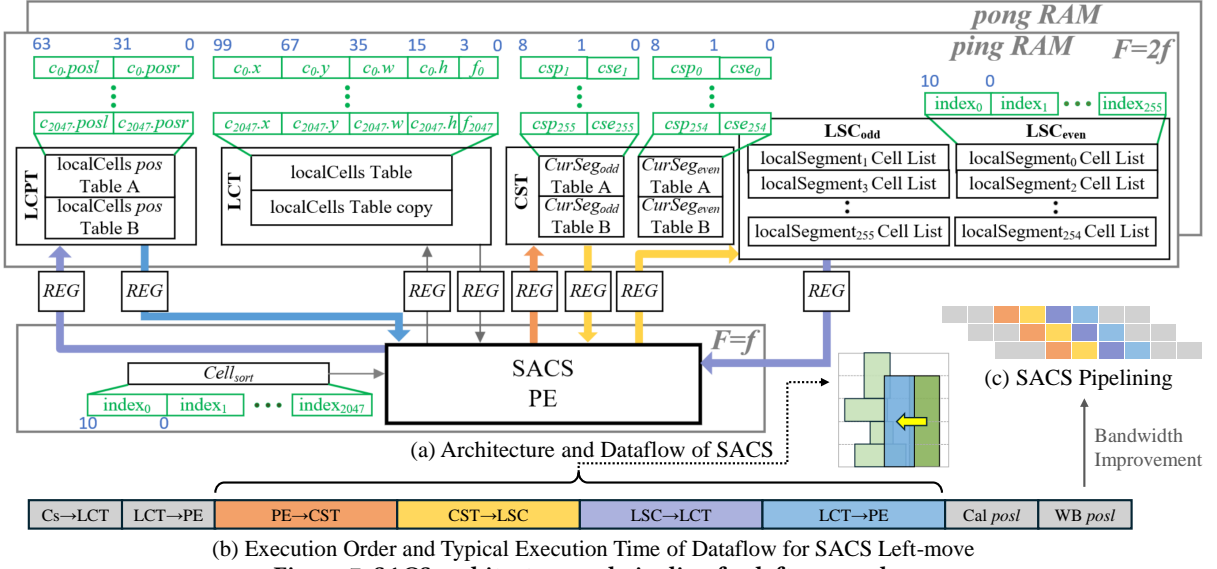 pong RAM
ping RAM
F=2f
63 31 0 99 67 35 15 3 0 8 1 0 8 1 0
c0.posl c0.posr c0.x c0.y c0.w c0.h f0 csp1 cse1 csp0 cse0
10 0
index0 index1 index255
c2047.posl c2047.posr c2047.x c2047.y c2047.w c2047.h f2047 csp255 cse255 csp254 cse254
LSCodd LSCeven
LCPT
localCells pos
Table A
localCells pos
Table B
LCT
localCells Table
localCells Table copy
CST
CurSegodd
Table A
CurSegodd
Table B
CurSegeven
Table A
CurSegeven
Table B
localSegment1 Cell List localSegment0 Cell List
localSegment3 Cell List localSegment2 Cell List
localSegment255 Cell List localSegment254 Cell List
REG REG REG REG REG REG REG REG
F=f
Cellsort
index0 index1 index2047
10 0
SACS
PE
(c) SACS Pipelining
(a) Architecture and Dataflow of SACS
Bandwidth
Improvement
Cs→LCT LCT→PE PE→CST CST→LSC LSC→LCT LCT→PE Cal posl WB posl
(b) Execution Order and Typical Execution Time of Dataflow for SACS Left-move